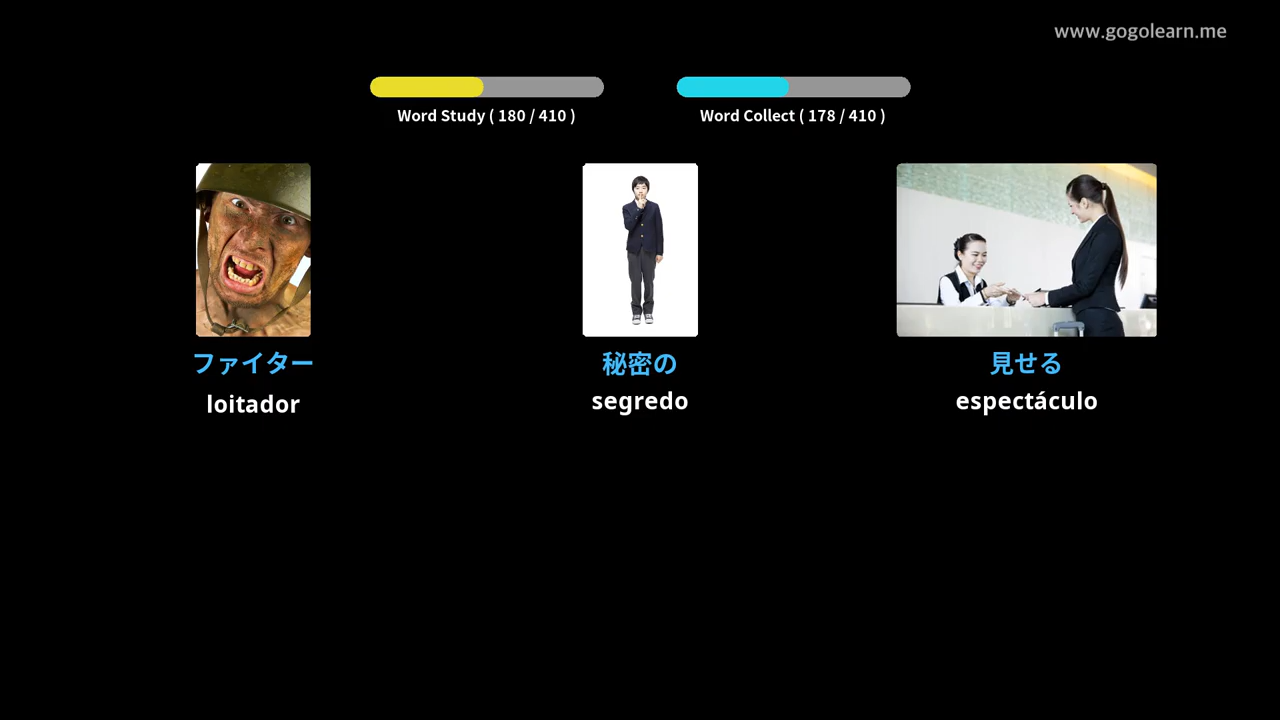 www.gogolearn.me
Word Study ( 180 / 410 )
Word Collect ( 178 / 410 )
ファイター
loitador
秘密の
segredo
見せる
espectáculo